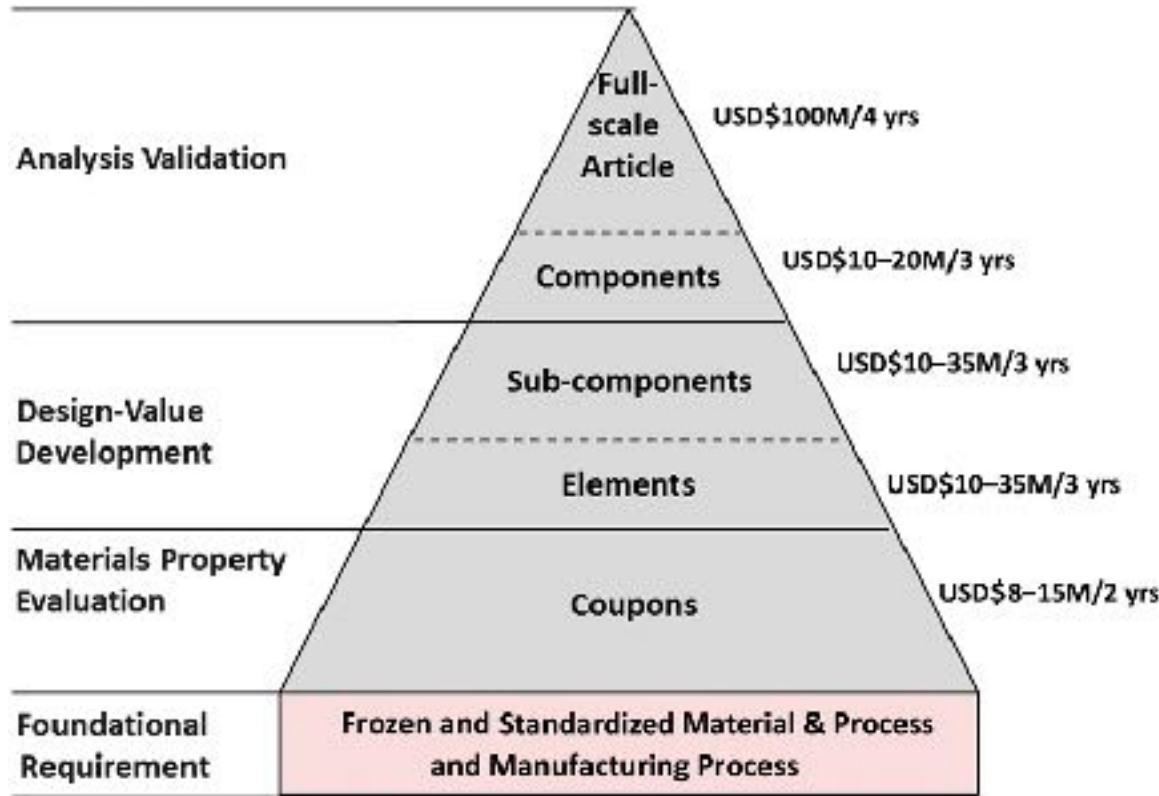 Full-
scale
Article
USD$100M/4 yrs
Analysis Validation
Components
USD$10–20M/3 yrs
Sub-components
USD$10–35M/3 yrs
Design-Value
Development
Elements
USD$10–35M/3 yrs
Materials Property
Evaluation
Coupons
USD$8–15M/2 yrs
Foundational
Requirement
Frozen and Standardized Material & Process
and Manufacturing Process